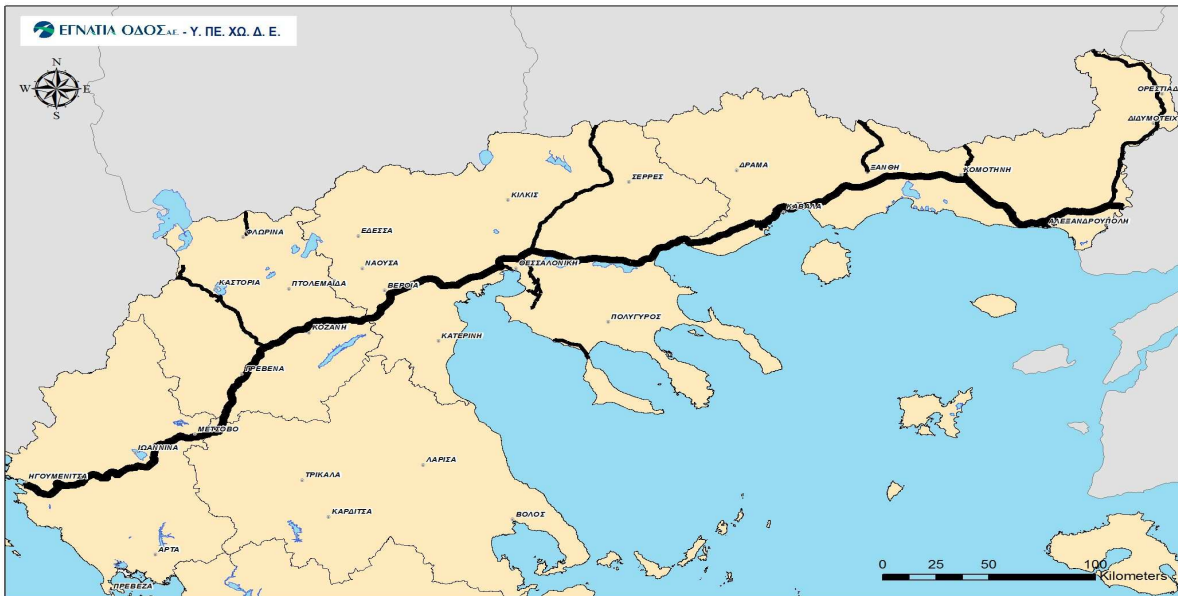 ΕΓΝΑΤΙΑ ΟΔΟΣ Α.Ε. - Υ. ΠΕ. ΧΩ. Δ. Ε.
N
W E
S
ΟΡΕΣΤΙΑΔ
ΔΙΔΥΜΟΤΕΙΧ
ΔΡΑΜΑ
ΞΑΝΘΗ
ΚΟΜΟΤΗΝΗ
ΣΕΡΡΕΣ
ΚΙΛΚΙΣ
ΚΑΒΑΛΑ
ΑΛΕΞΑΝΔΡΟΥΠΟΛΗ
ΦΛΩΡΙΝΑ
ΕΔΕΣΣΑ
ΝΑΟΥΣΑ
ΘΕΣΣΑΛΟΝΙΚΗ
ΚΑΣΤΟΡΙΑ
ΠΤΟΛΕΜΑΪΔΑ
ΒΕΡΟΙΑ
ΠΟΛΥΓΥΡΟΣ
ΚΟΖΑΝΗ
ΚΑΤΕΡΙΝΗ
ΓΡΕΒΕΝΑ
ΜΕΤΣΟΒΟ
ΙΩΑΝΝΙΝΑ
ΗΓΟΥΜΕΝΙΤΣΑ
ΛΑΡΙΣΑ
ΤΡΙΚΑΛΑ
ΚΑΡΔΙΤΣΑ
ΒΟΛΟΣ
ΑΡΤΑ
ΠΡΕΒΕΖΑ
0 25 50 100
Kilometers